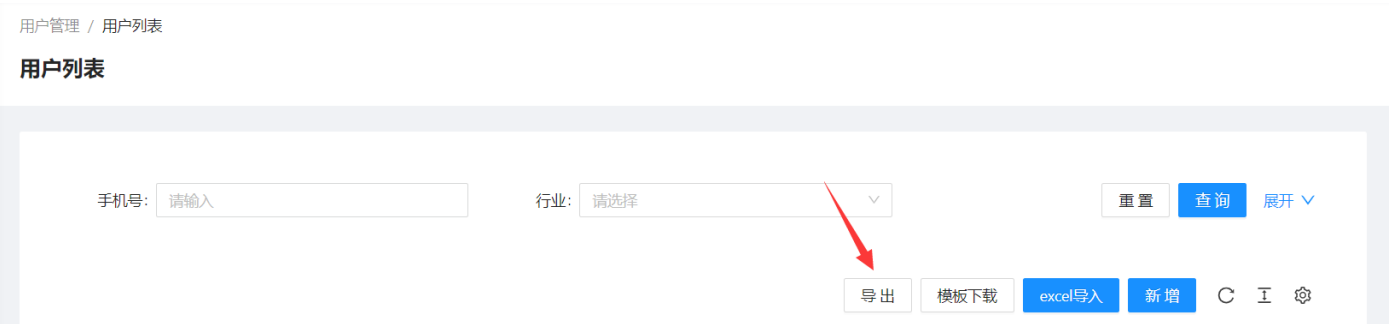 用户管理 / 用户列表
用户列表
手机号: 请输入 行业: 请选择 重置 查询 展开
导出 模板下载 excel导入 新增